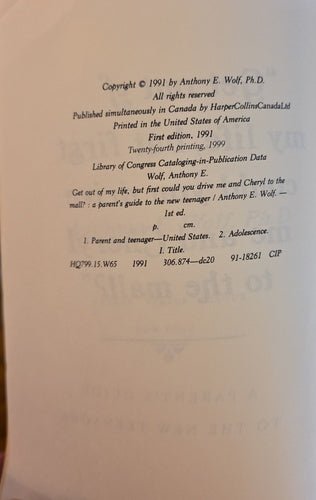 Copyright © 1991 by Anthony E. Wolf, Ph.D.
All rights reserved
Published simultaneously in Canada by HarperCollinsCanadaLtd
Printed in the United States of America
First edition, 1991
Twenty-fourth printing, 1999
Library of Congress Cataloging-in-Publication Data
Wolf, Anthony E.
Get out of my life, but first could you drive me and Cheryl to the
mall? : a parent's guide to the new teenager / Anthony E. Wolf. —
1st ed.
p. cm.
1. Parent and teenager—United States. 2. Adolescence.
I. Title.
HQ799.15.W65 1991 306.874—dc20 91-18261 CIP